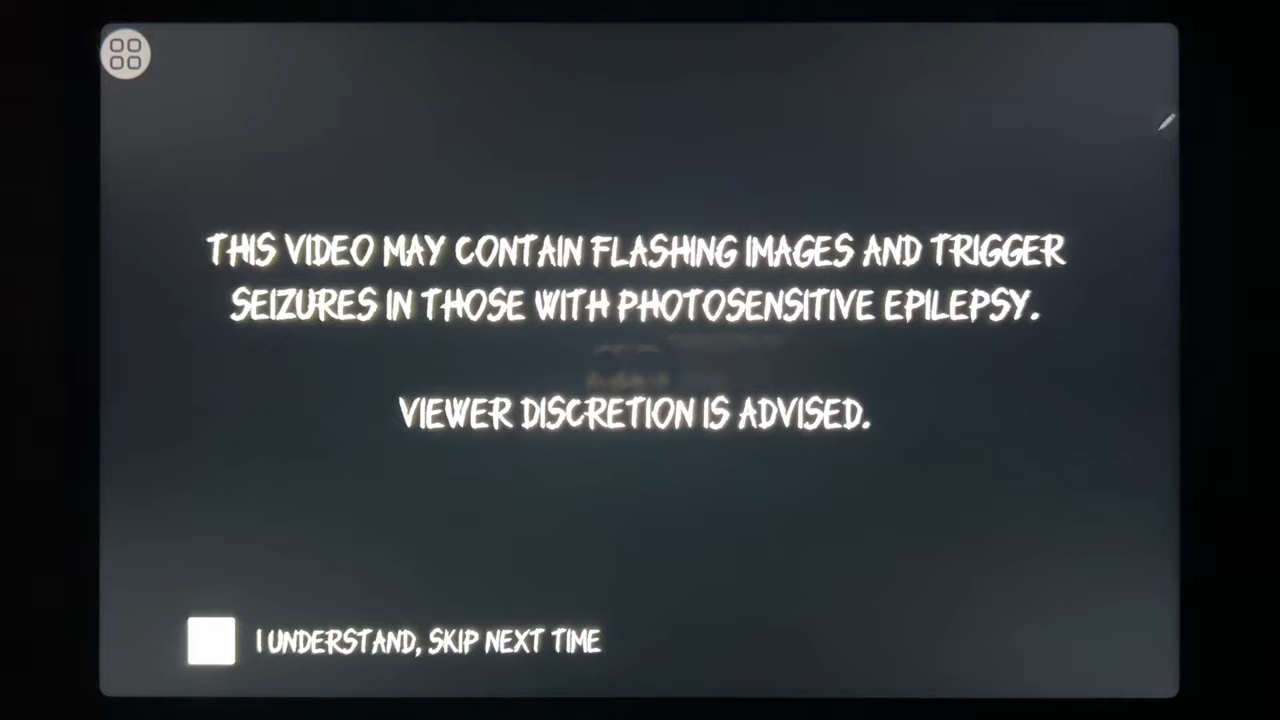 THIS VIDEO MAY CONTAIN FLASHING IMAGES AND TRIGGER
SEIZURES IN THOSE WITH PHOTOSENSITIVE EPILEPSY.
VIEWER DISCRETION IS ADVISED.
I UNDERSTAND, SKIP NEXT TIME